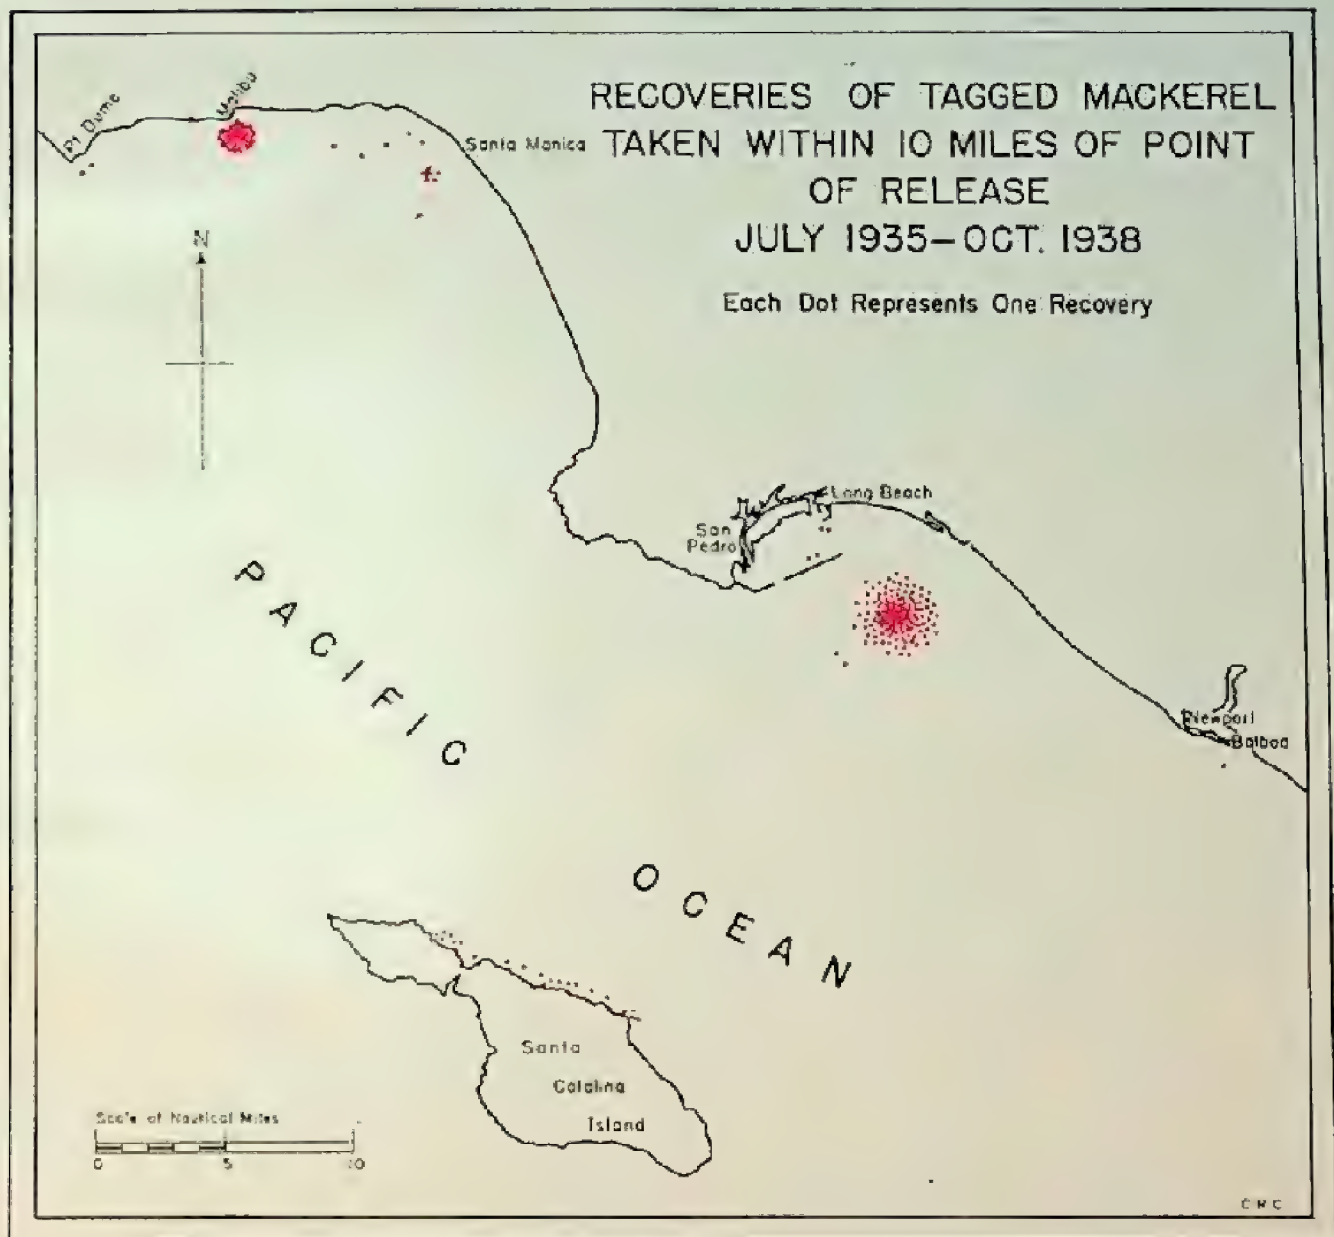 RECOVERIES OF TAGGED MACKEREL
TAKEN WITHIN 10 MILES OF POINT
OF RELEASE
JULY 1935–OCT. 1938
Each Dot Represents One Recovery
Pt Dume
Malibu
Santa Monica
N
Long Beach
San
Pedro
Newport
Balboa
PACIFIC
OCEAN
Santa
Catalina
Island
Scale of Nautical Miles
0 5 10